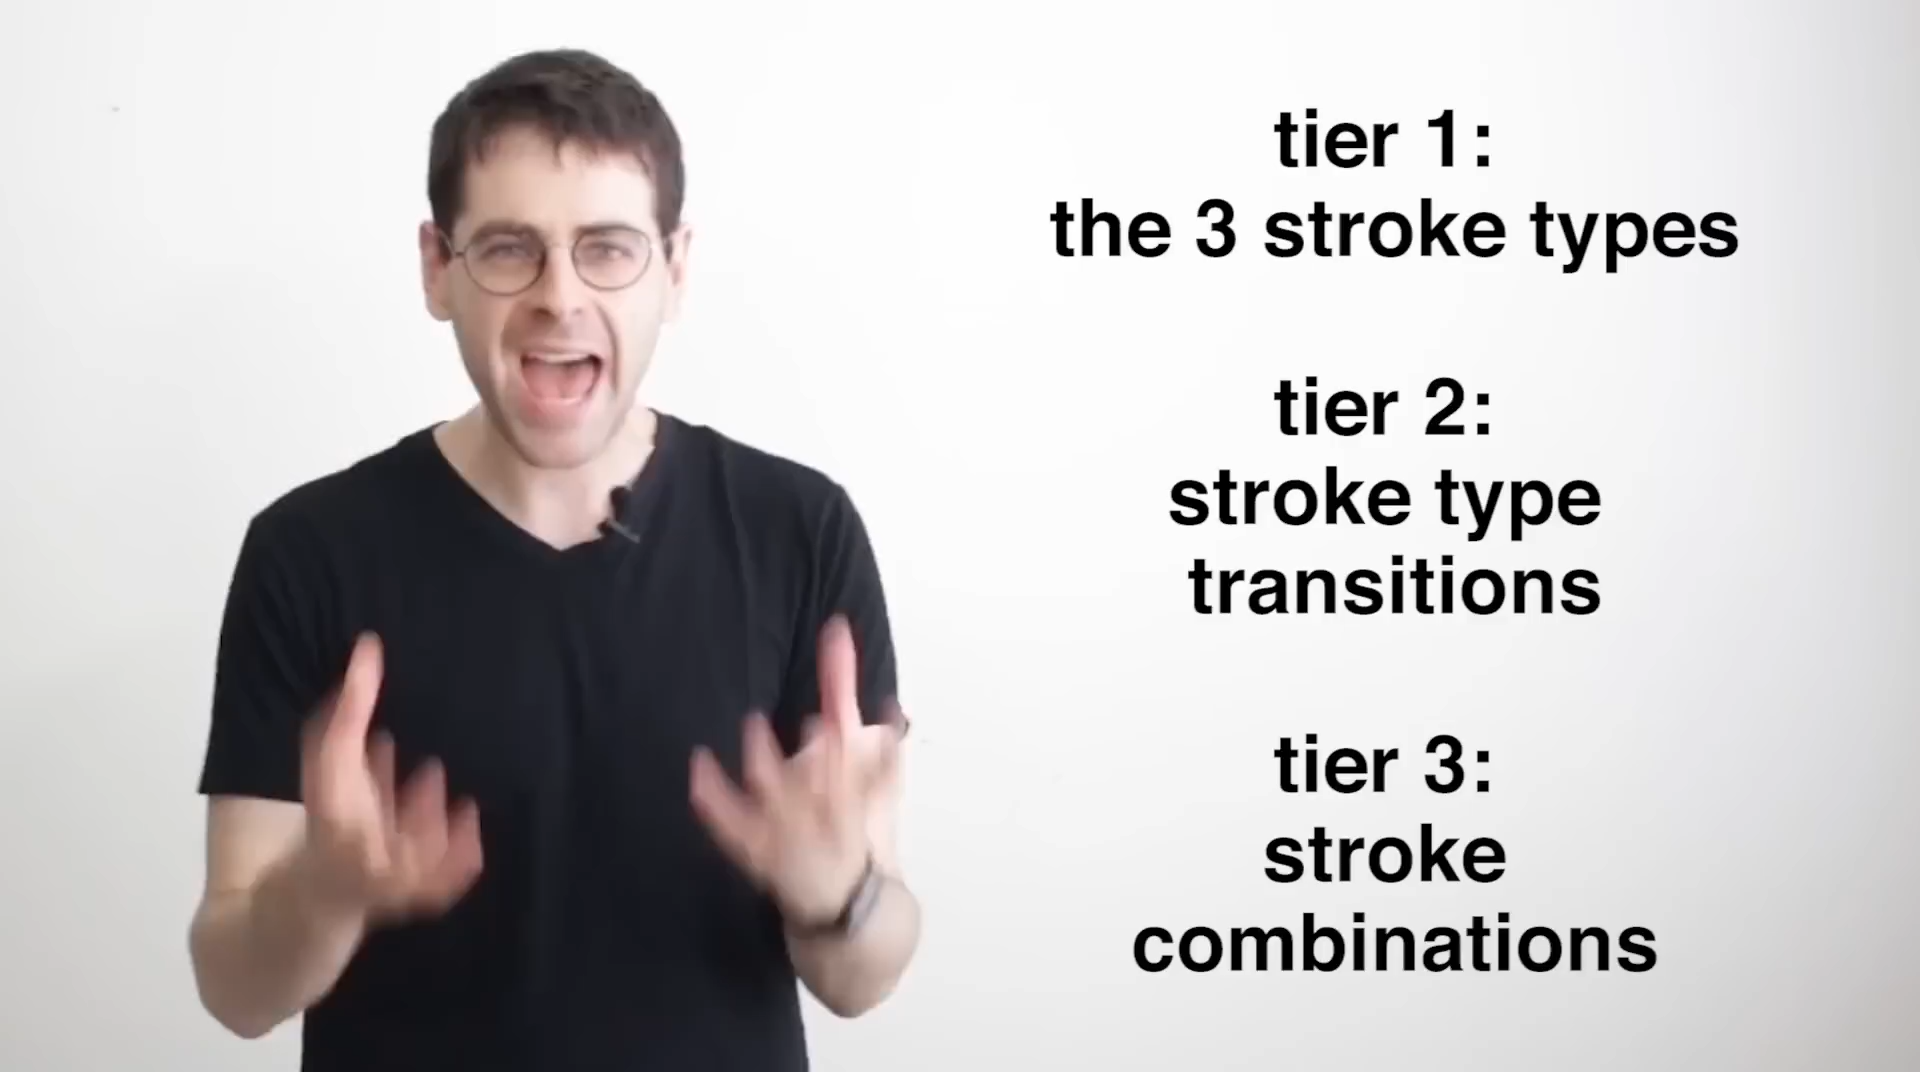 tier 1:
the 3 stroke types
tier 2:
stroke type
transitions
tier 3:
stroke
combinations